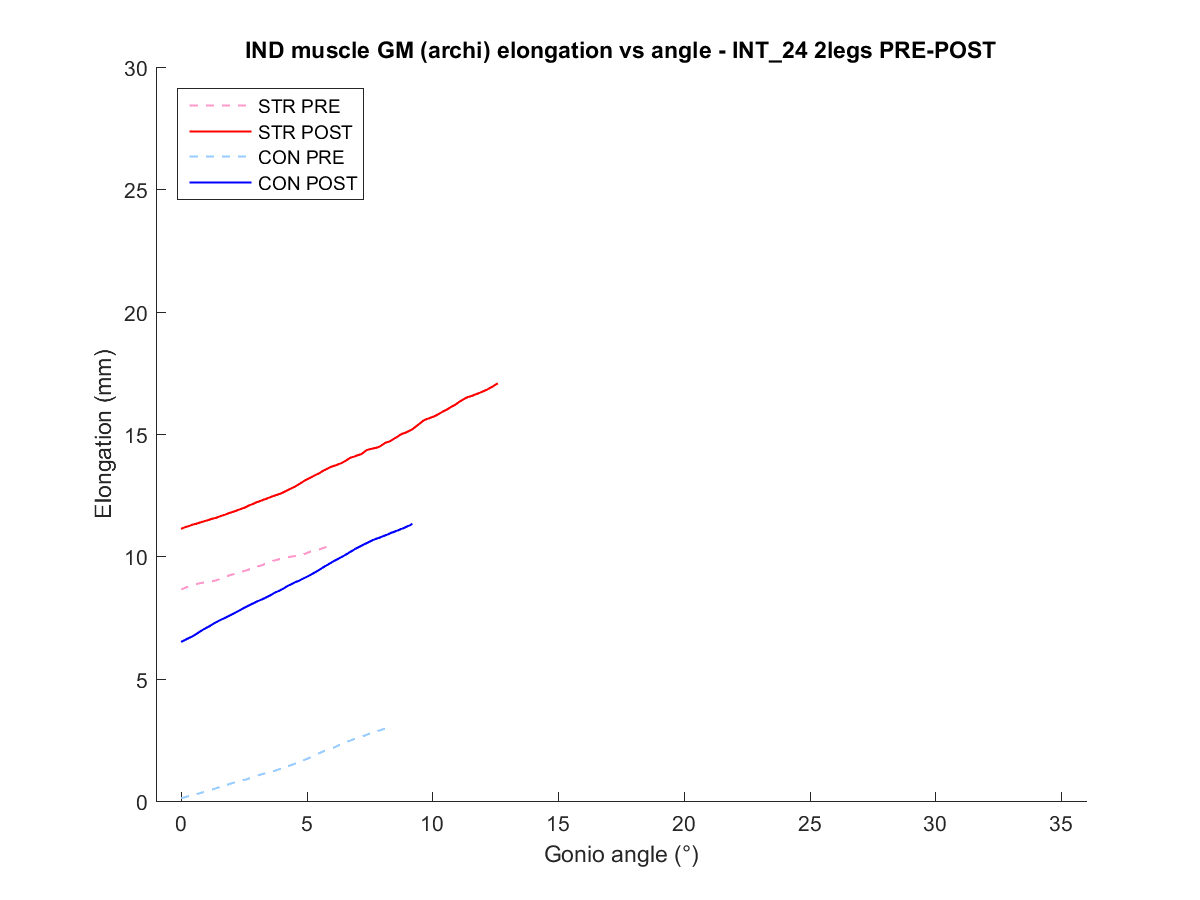 IND muscle GM (archi) elongation vs angle - INT_24 2legs PRE-POST
STR PRE
STR POST
CON PRE
CON POST
Elongation (mm)
30
25
20
15
10
5
0
0 5 10 15 20 25 30 35
Gonio angle (°)